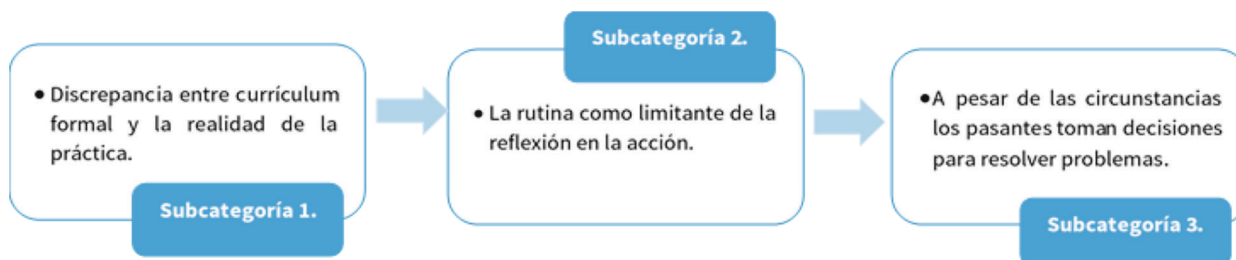 ● Discrepancia entre currículum
formal y la realidad de la
práctica.
Subcategoría 1.
Subcategoría 2.
● La rutina como limitante de la
reflexión en la acción.
●A pesar de las circunstancias
los pasantes toman decisiones
para resolver problemas.
Subcategoría 3.